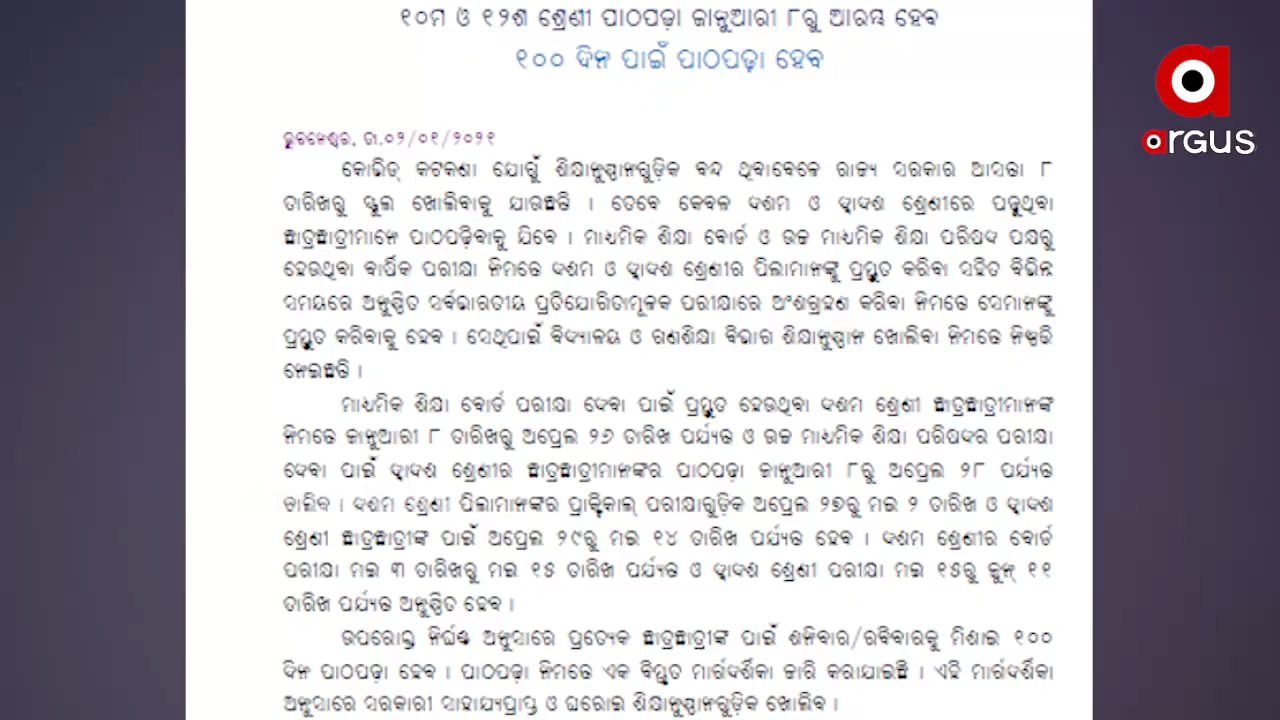 ୧୦ମ ଓ ୧୨ଶ ଶ୍ରେଣୀ ପାଠପଢ଼ା ଜାନୁଆରୀ ୮ରୁ ଆରମ୍ଭ ହେବ
୧୦୦ ଦିନ ପାଇଁ ପାଠପଢ଼ା ହେବ
argus
ଭୁବନେଶ୍ୱର, ତା.୦୨/୦୧/୨୦୨୧
କୋଭିଡ୍ କଟକଣା ଯୋଗୁଁ ଶିକ୍ଷାନୁଷ୍ଠାନଗୁଡ଼ିକ ବନ୍ଦ ଥିବାବେଳେ ରାଜ୍ୟ ସରକାର ଆସନ୍ତା ୮
ତାରିଖରୁ ସ୍କୁଲ ଖୋଲିବାକୁ ଯାଉଛନ୍ତି । ତେବେ କେବଳ ଦଶମ ଓ ଦ୍ୱାଦଶ ଶ୍ରେଣୀରେ ପଢୁଥିବା
ଛାତ୍ରଛାତ୍ରୀମାନେ ପାଠପଢ଼ିବାକୁ ଯିବେ । ମାଧ୍ୟମିକ ଶିକ୍ଷା ବୋର୍ଡ ଓ ଉଚ୍ଚ ମାଧ୍ୟମିକ ଶିକ୍ଷା ପରିଷଦ ପକ୍ଷରୁ
ହେଉଥିବା ବାର୍ଷିକ ପରୀକ୍ଷା ନିମନ୍ତେ ଦଶମ ଓ ଦ୍ୱାଦଶ ଶ୍ରେଣୀର ପିଲାମାନଙ୍କୁ ପ୍ରସ୍ତୁତ କରିବା ସହିତ ବିଭିନ୍ନ
ସମୟରେ ଅନୁଷ୍ଠିତ ସର୍ବଭାରତୀୟ ପ୍ରତିଯୋଗିତାମୂଳକ ପରୀକ୍ଷାରେ ଅଂଶଗ୍ରହଣ କରିବା ନିମନ୍ତେ ସେମାନଙ୍କୁ
ପ୍ରସ୍ତୁତ କରିବାକୁ ହେବ । ସେଥିପାଇଁ ବିଦ୍ୟାଳୟ ଓ ଗଣଶିକ୍ଷା ବିଭାଗ ଶିକ୍ଷାନୁଷ୍ଠାନ ଖୋଲିବା ନିମନ୍ତେ ନିଷ୍ପତ୍ତି
ନେଇଛନ୍ତି ।
ମାଧ୍ୟମିକ ଶିକ୍ଷା ବୋର୍ଡ ପରୀକ୍ଷା ଦେବା ପାଇଁ ପ୍ରସ୍ତୁତ ହେଉଥିବା ଦଶମ ଶ୍ରେଣୀ ଛାତ୍ରଛାତ୍ରୀମାନଙ୍କ
ନିମନ୍ତେ ଜାନୁଆରୀ ୮ ତାରିଖରୁ ଅପ୍ରେଲ ୨୬ ତାରିଖ ପର୍ଯ୍ୟନ୍ତ ଓ ଉଚ୍ଚ ମାଧ୍ୟମିକ ଶିକ୍ଷା ପରିଷଦର ପରୀକ୍ଷା
ଦେବା ପାଇଁ ଦ୍ୱାଦଶ ଶ୍ରେଣୀର ଛାତ୍ରଛାତ୍ରୀମାନଙ୍କର ପାଠପଢ଼ା ଜାନୁଆରୀ ୮ରୁ ଅପ୍ରେଲ ୨୮ ପର୍ଯ୍ୟନ୍ତ
ଚାଲିବ । ଦଶମ ଶ୍ରେଣୀ ପିଲାମାନଙ୍କର ପ୍ରାକ୍ଟିକାଲ୍ ପରୀକ୍ଷାଗୁଡ଼ିକ ଅପ୍ରେଲ ୨୭ରୁ ମଇ ୨ ତାରିଖ ଓ ଦ୍ୱାଦଶ
ଶ୍ରେଣୀ ଛାତ୍ରଛାତ୍ରୀଙ୍କ ପାଇଁ ଅପ୍ରେଲ ୨୯ରୁ ମଇ ୧୪ ତାରିଖ ପର୍ଯ୍ୟନ୍ତ ହେବ । ଦଶମ ଶ୍ରେଣୀର ବୋର୍ଡ
ପରୀକ୍ଷା ମଇ ୩ ତାରିଖରୁ ମଇ ୧୫ ତାରିଖ ପର୍ଯ୍ୟନ୍ତ ଓ ଦ୍ୱାଦଶ ଶ୍ରେଣୀ ପରୀକ୍ଷା ମଇ ୧୫ରୁ ଜୁନ୍ ୧୧
ତାରିଖ ପର୍ଯ୍ୟନ୍ତ ଅନୁଷ୍ଠିତ ହେବ ।
ଉପରୋକ୍ତ ନିର୍ଘଣ୍ଟ ଅନୁସାରେ ପ୍ରତ୍ୟେକ ଛାତ୍ରଛାତ୍ରୀଙ୍କ ପାଇଁ ଶନିବାର/ରବିବାରକୁ ମିଶାଇ ୧୦୦
ଦିନ ପାଠପଢ଼ା ହେବ । ପାଠପଢ଼ା ନିମନ୍ତେ ଏକ ବିସ୍ତୃତ ମାର୍ଗଦର୍ଶିକା ଜାରି କରାଯାଇଛି । ଏହି ମାର୍ଗଦର୍ଶିକା
ଅନୁସାରେ ସରକାରୀ ସାହାଯ୍ୟପ୍ରାପ୍ତ ଓ ଘରୋଇ ଶିକ୍ଷାନୁଷ୍ଠାନଗୁଡ଼ିକ ଖୋଲିବ ।